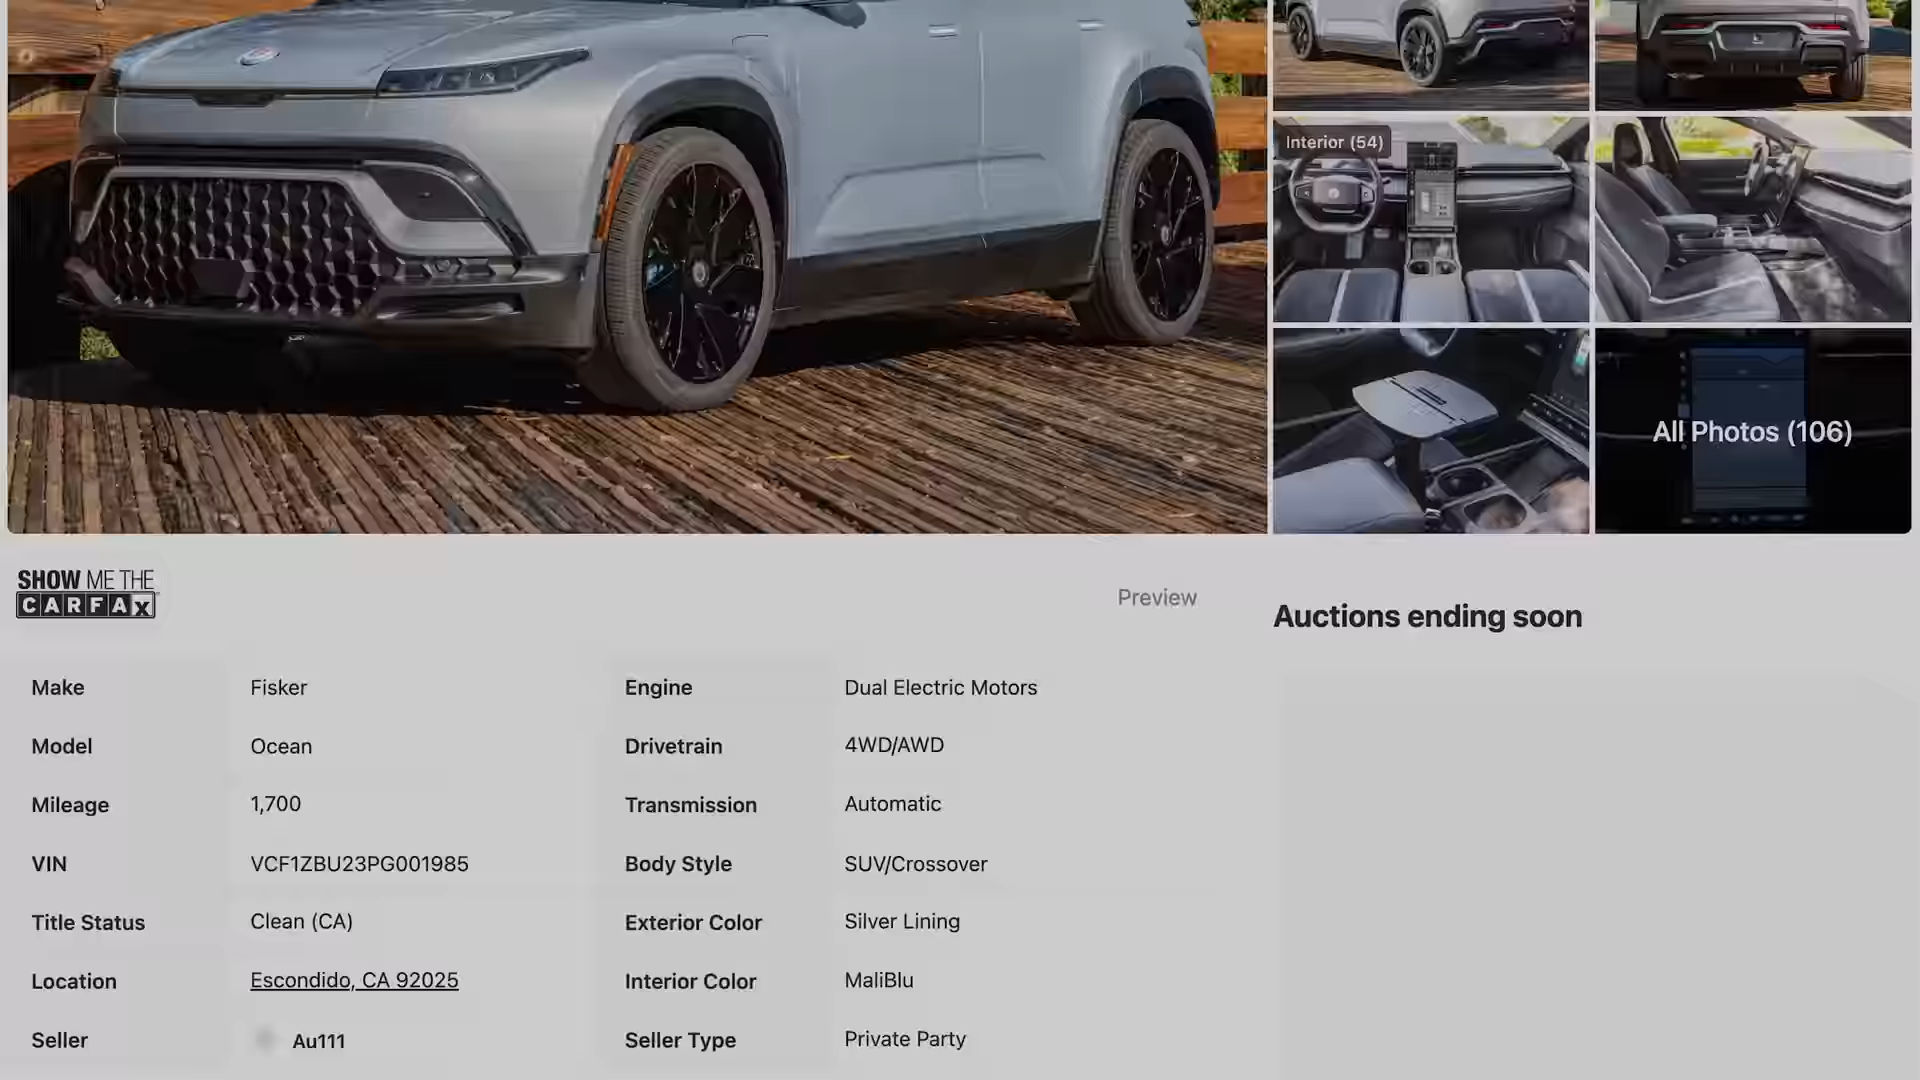 Interior (54)
All Photos (106)
SHOW ME THE
CARFAX
Preview
Auctions ending soon
Make Fisker Engine Dual Electric Motors
Model Ocean Drivetrain 4WD/AWD
Mileage 1,700 Transmission Automatic
VIN VCF1ZBU23PG001985 Body Style SUV/Crossover
Title Status Clean (CA) Exterior Color Silver Lining
Location Escondido, CA 92025 Interior Color MaliBlu
Seller Au111 Seller Type Private Party